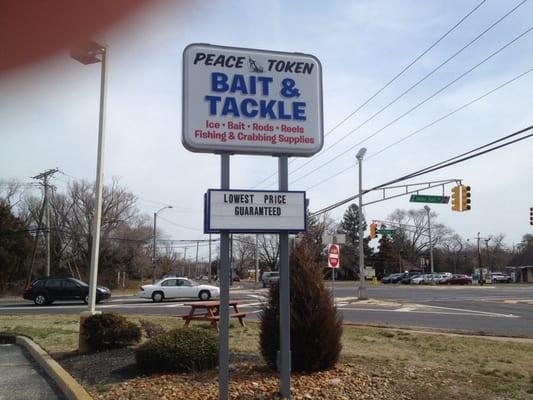 PEACE TOKEN
BAIT &
TACKLE
Ice • Bait • Rods • Reels
Fishing & Crabbing Supplies
LOWEST PRICE
GUARANTEED